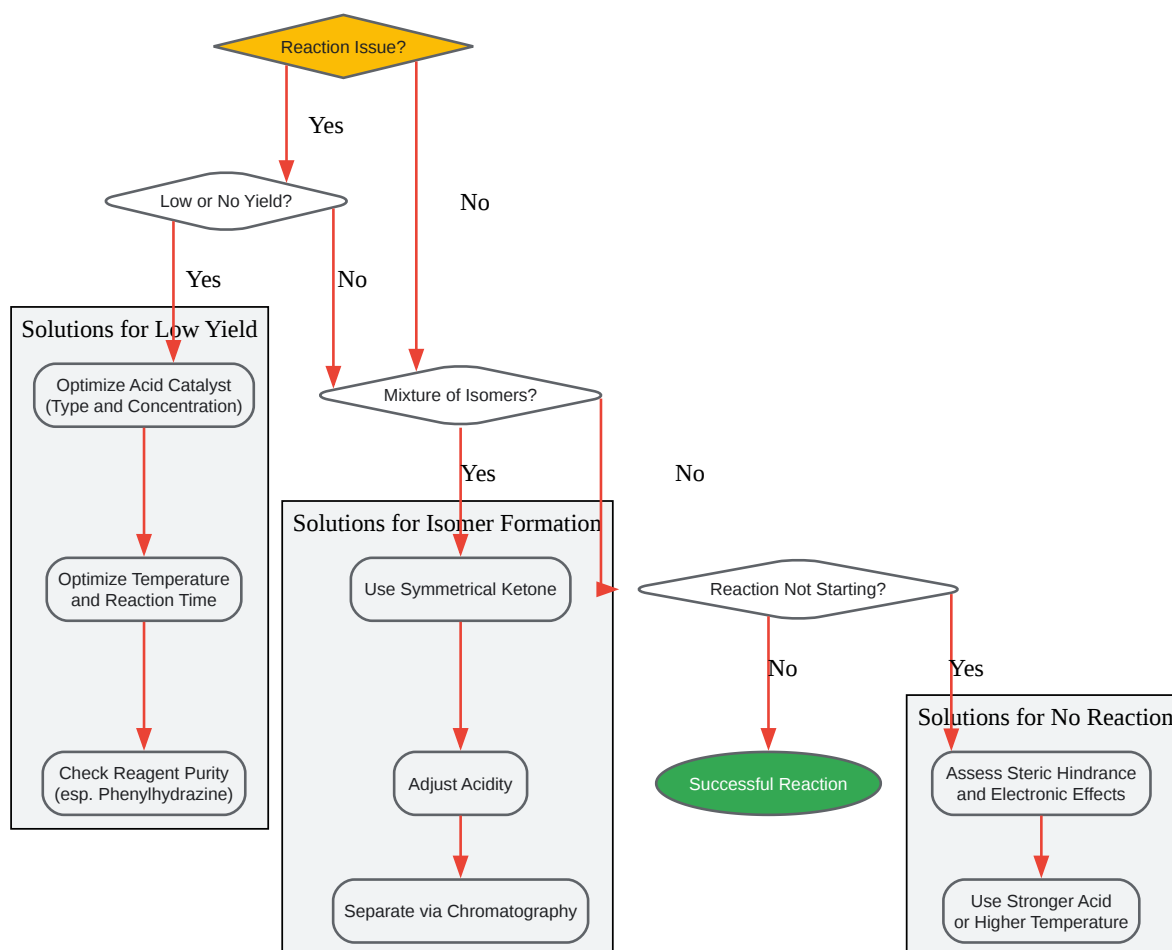 Reaction Issue?
Yes
Low or No Yield?
No
Yes
No
Solutions for Low Yield
Optimize Acid Catalyst
(Type and Concentration)
Mixture of Isomers?
Yes
No
Solutions for Isomer Formation
Optimize Temperature
and Reaction Time
Use Symmetrical Ketone
Reaction Not Starting?
No
Yes
Solutions for No Reaction
Check Reagent Purity
(esp. Phenylhydrazine)
Adjust Acidity
Successful Reaction
Assess Steric Hindrance
and Electronic Effects
Separate via Chromatography
Use Stronger Acid
or Higher Temperature